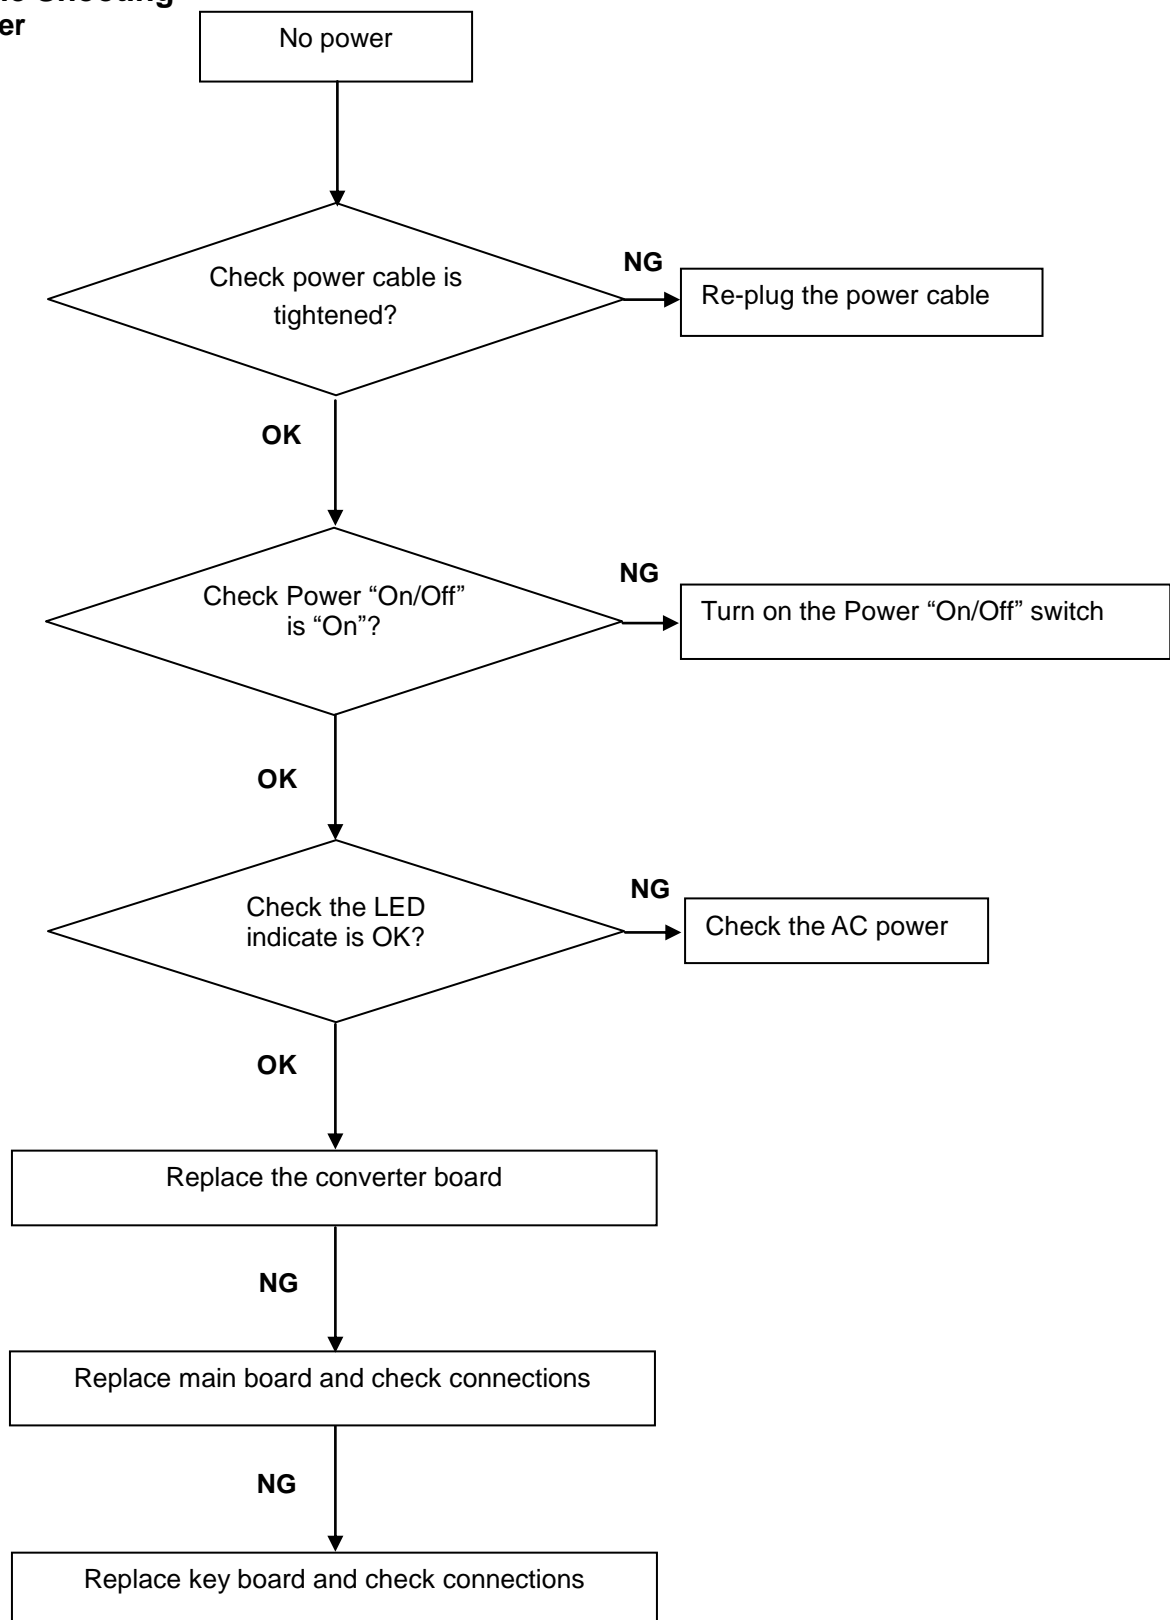 Shooting
No power
Check power cable is
NG
tightened?
Re-plug the power cable
OK
Check Power “On/Off”
is “On”?
NG
Turn on the Power “On/Off” switch
OK
Check the LED
indicate is OK?
NG
Check the AC power
OK
Replace the converter board
NG
Replace main board and check connections
NG
Replace key board and check connections